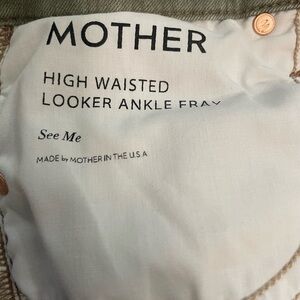 MOTHER
HIGH WAISTED
LOOKER ANKLE FRAY
See Me
MADE by MOTHER IN THE U.S.A